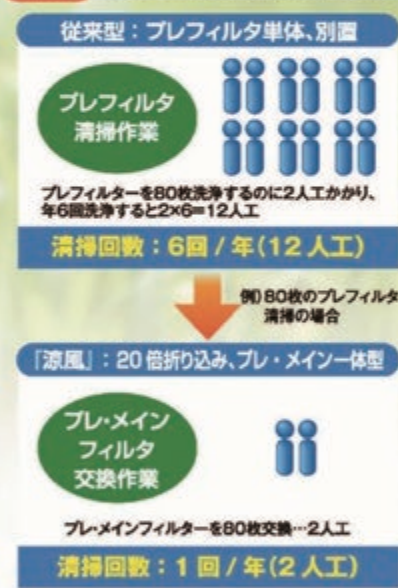 従来型：プレフィルタ単体、別置
プレフィルタ
清掃作業
プレフィルターを80枚洗浄するのに2人工かかり、
年6回洗浄すると2×6=12人工
清掃回数：6回/年(12人工)
例)80枚のプレフィルタ
清掃の場合
『涼風』：20倍折り込み、プレ・メイン一体型
プレ・メイン
フィルタ
交換作業
プレ・メインフィルターを80枚交換…2人工
清掃回数：1回/年(2人工)